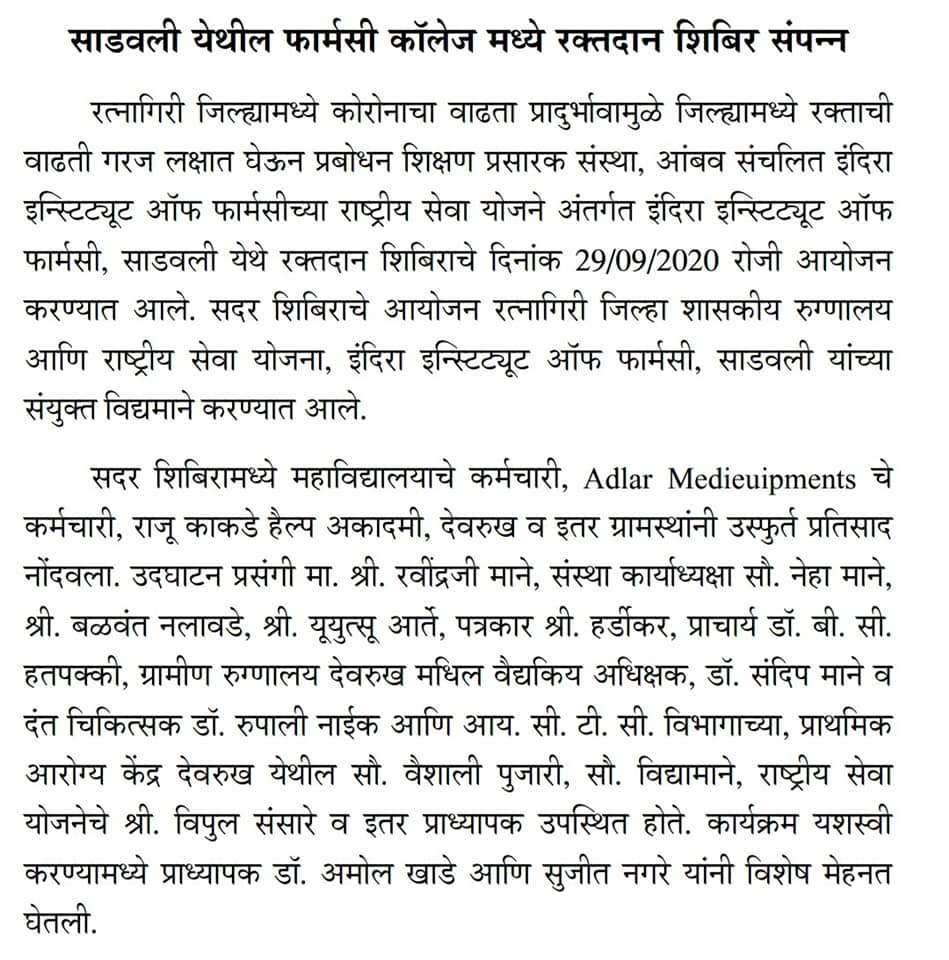 साडवली येथील फार्मसी कॉलेज मध्ये रक्तदान शिबिर संपन्न
रत्नागिरी जिल्ह्यामध्ये कोरोनाचा वाढता प्रादुर्भावामुळे जिल्ह्यामध्ये रक्ताची
वाढती गरज लक्षात घेऊन प्रबोधन शिक्षण प्रसारक संस्था, आंबव संचलित इंदिरा
इन्स्टिट्यूट ऑफ फार्मसीच्या राष्ट्रीय सेवा योजने अंतर्गत इंदिरा इन्स्टिट्यूट ऑफ
फार्मसी, साडवली येथे रक्तदान शिबिराचे दिनांक 29/09/2020 रोजी आयोजन
करण्यात आले. सदर शिबिराचे आयोजन रत्नागिरी जिल्हा शासकीय रुग्णालय
आणि राष्ट्रीय सेवा योजना, इंदिरा इन्स्टिट्यूट ऑफ फार्मसी, साडवली यांच्या
संयुक्त विद्यमाने करण्यात आले.
सदर शिबिरामध्ये महाविद्यालयाचे कर्मचारी, Adlar Medieuipments चे
कर्मचारी, राजू काकडे हैल्प अकादमी, देवरुख व इतर ग्रामस्थांनी उस्फुर्त प्रतिसाद
नोंदवला. उदघाटन प्रसंगी मा. श्री. रवींद्रजी माने, संस्था कार्याध्यक्षा सौ. नेहा माने,
श्री. बळवंत नलावडे, श्री. यूयुत्सू आर्ते, पत्रकार श्री. हर्डीकर, प्राचार्य डॉ. बी. सी.
हतपक्की, ग्रामीण रुग्णालय देवरुख मधिल वैद्यकिय अधिक्षक, डॉ. संदिप माने व
दंत चिकित्सक डॉ. रुपाली नाईक आणि आय. सी. टी. सी. विभागाच्या, प्राथमिक
आरोग्य केंद्र देवरुख येथील सौ. वैशाली पुजारी, सौ. विद्यामाने, राष्ट्रीय सेवा
योजनेचे श्री. विपुल संसारे व इतर प्राध्यापक उपस्थित होते. कार्यक्रम यशस्वी
करण्यामध्ये प्राध्यापक डॉ. अमोल खाडे आणि सुजीत नगरे यांनी विशेष मेहनत
घेतली.